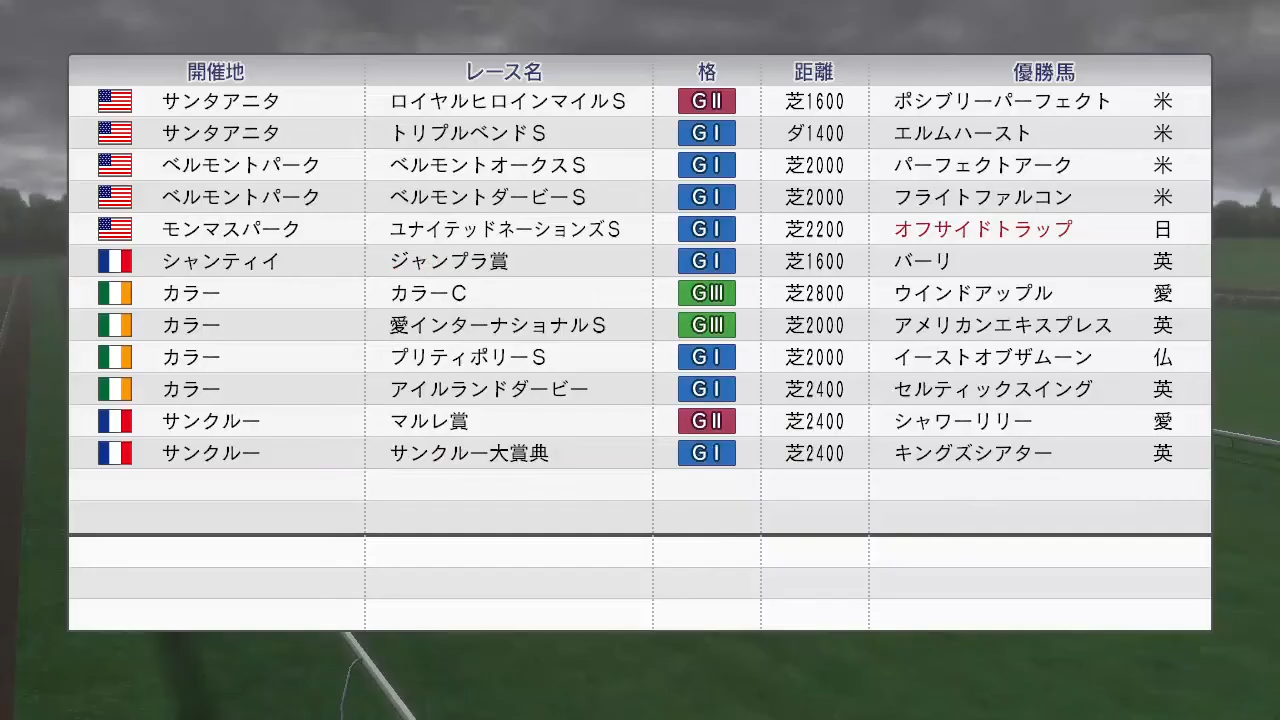 開催地 レース名 格 距離 優勝馬
サンタアニタ ロイヤルヒロインマイルS GⅡ 芝1600 ポシブリーパーフェクト 米
サンタアニタ トリプルベンドS GⅠ ダ1400 エルムハースト 米
ベルモントパーク ベルモントオークスS GⅠ 芝2000 パーフェクトアーク 米
ベルモントパーク ベルモントダービーS GⅠ 芝2000 フライトファルコン 米
モンマスパーク ユナイテッドネーションズS GⅠ 芝2200 オフサイドトラップ 日
シャンティイ ジャンプラ賞 GⅠ 芝1600 バーリ 英
カラー カラーC GⅢ 芝2800 ウインドアップル 愛
カラー 愛インターナショナルS GⅢ 芝2000 アメリカンエキスプレス 英
カラー プリティポリーS GⅠ 芝2000 イーストオブザムーン 仏
カラー アイルランドダービー GⅠ 芝2400 セルティックスイング 英
サンクルー マルレ賞 GⅡ 芝2400 シャワーリリー 愛
サンクルー サンクルー大賞典 GⅠ 芝2400 キングズシアター 英